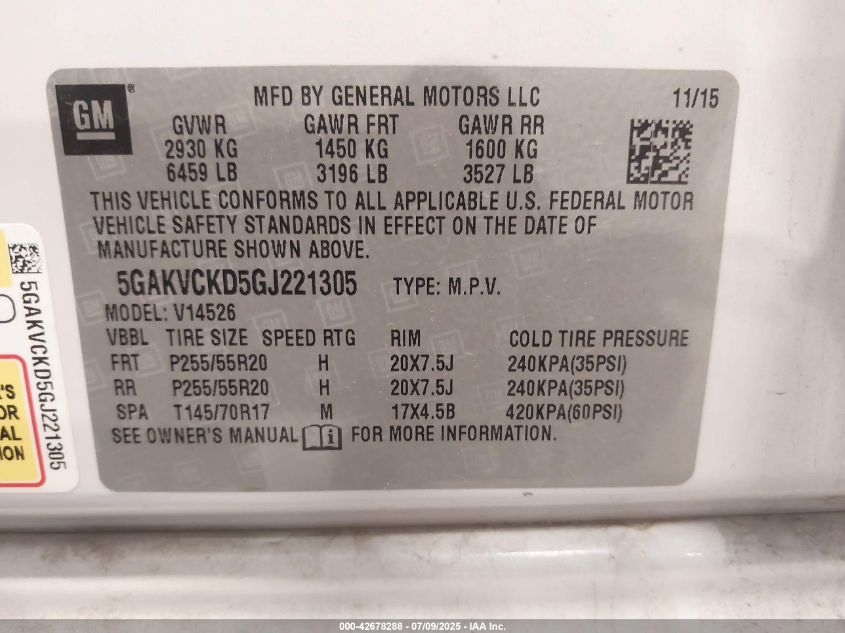 GM ®
MFD BY GENERAL MOTORS LLC 11/15
GVWR GAWR FRT GAWR RR
2930 KG 1450 KG 1600 KG
6459 LB 3196 LB 3527 LB
THIS VEHICLE CONFORMS TO ALL APPLICABLE U.S. FEDERAL MOTOR
VEHICLE SAFETY STANDARDS IN EFFECT ON THE DATE OF
MANUFACTURE SHOWN ABOVE.
5GAKVCKD5GJ221305 TYPE: M.P.V.
MODEL: V14526
VBBL TIRE SIZE SPEED RTG RIM COLD TIRE PRESSURE
FRT P255/55R20 H 20X7.5J 240KPA(35PSI)
RR P255/55R20 H 20X7.5J 240KPA(35PSI)
SPA T145/70R17 M 17X4.5B 420KPA(60PSI)
SEE OWNER'S MANUAL FOR MORE INFORMATION.
5GAKVCKD5GJ221305
'S
OR
AL
ION
000-42678288 - 07/09/2025 - IAA Inc.